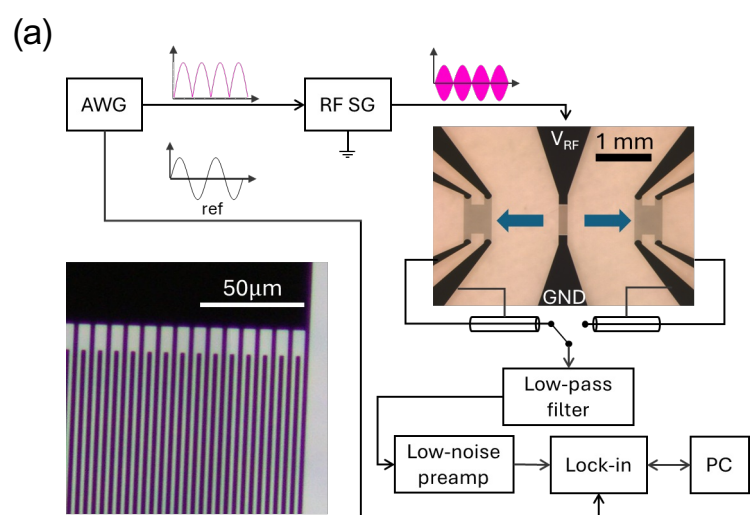 (a)
AWG
RF SG
ref
V_RF
1 mm
50μm
GND
Low-pass
filter
Low-noise
preamp
Lock-in
PC